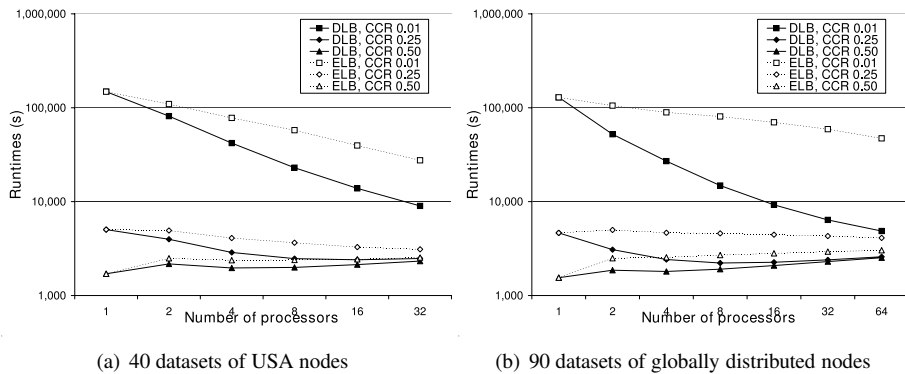 1,000,000
100,000
10,000
1,000
Runtimes (s)
DLB, CCR 0.01
DLB, CCR 0.25
DLB, CCR 0.50
ELB, CCR 0.01
ELB, CCR 0.25
ELB, CCR 0.50
1 2 4 8 16 32
Number of processors
(a) 40 datasets of USA nodes
1,000,000
100,000
10,000
1,000
Runtimes (s)
DLB, CCR 0.01
DLB, CCR 0.25
DLB, CCR 0.50
ELB, CCR 0.01
ELB, CCR 0.25
ELB, CCR 0.50
1 2 4 8 16 32 64
Number of processors
(b) 90 datasets of globally distributed nodes